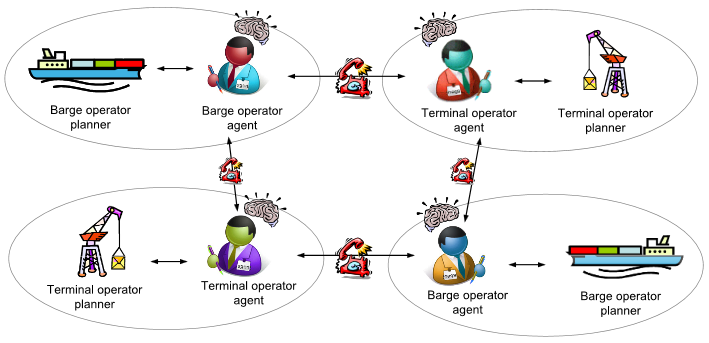 Barge operator
planner
Barge operator
agent
Terminal operator
agent
Terminal operator
planner
Terminal operator
planner
Terminal operator
agent
Barge operator
agent
Barge operator
planner